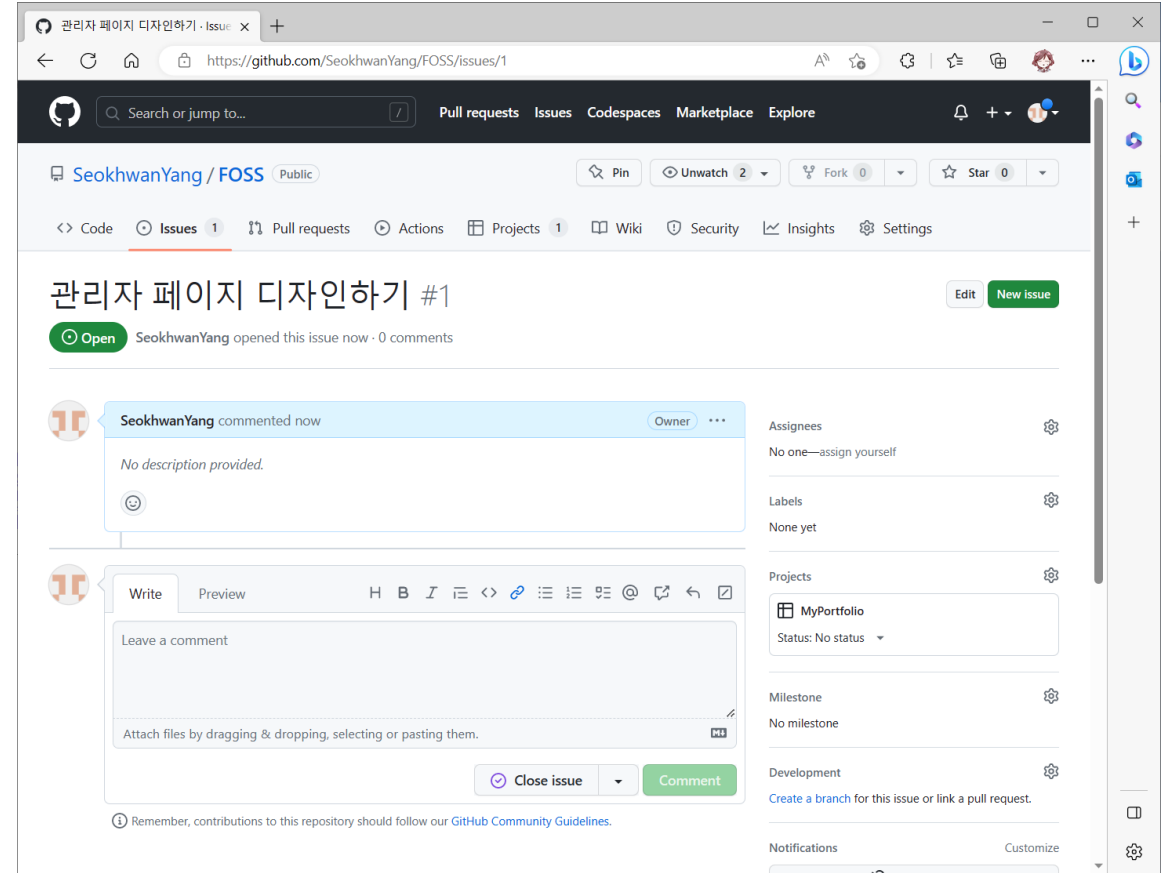 관리자 페이지 디자인하기 · Issue
https://github.com/SeokhwanYang/FOSS/issues/1
Search or jump to... / Pull requests Issues Codespaces Marketplace Explore
SeokhwanYang / FOSS Public Pin Unwatch 2 Fork 0 Star 0
Code Issues 1 Pull requests Actions Projects 1 Wiki Security Insights Settings
관리자 페이지 디자인하기 #1 Edit New issue
Open SeokhwanYang opened this issue now · 0 comments
SeokhwanYang commented now Owner
No description provided.
Write Preview
Leave a comment
Attach files by dragging & dropping, selecting or pasting them.
Close issue Comment
Remember, contributions to this repository should follow our GitHub Community Guidelines.
Assignees
No one—assign yourself
Labels
None yet
Projects
MyPortfolio
Status: No status
Milestone
No milestone
Development
Create a branch for this issue or link a pull request.
Notifications Customize